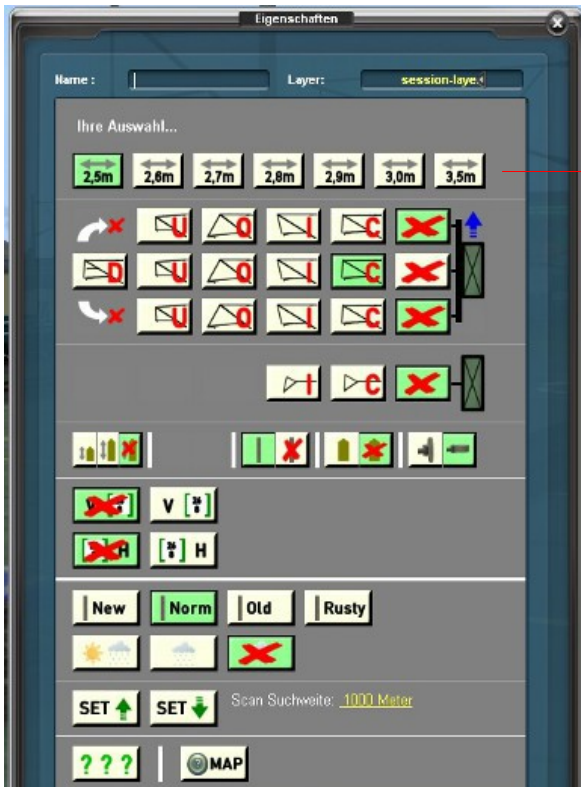 Eigenschaften
Name :
Layer: session-laye
Ihre Auswahl...
2,5m 2,6m 2,7m 2,8m 2,9m 3,0m 3,5m
U Q I C
D U Q I C
U Q I C
I C
V
V
H
H
New Norm Old Rusty
SET SET Scan Suchweite: 1000 Meter
? ? ? MAP